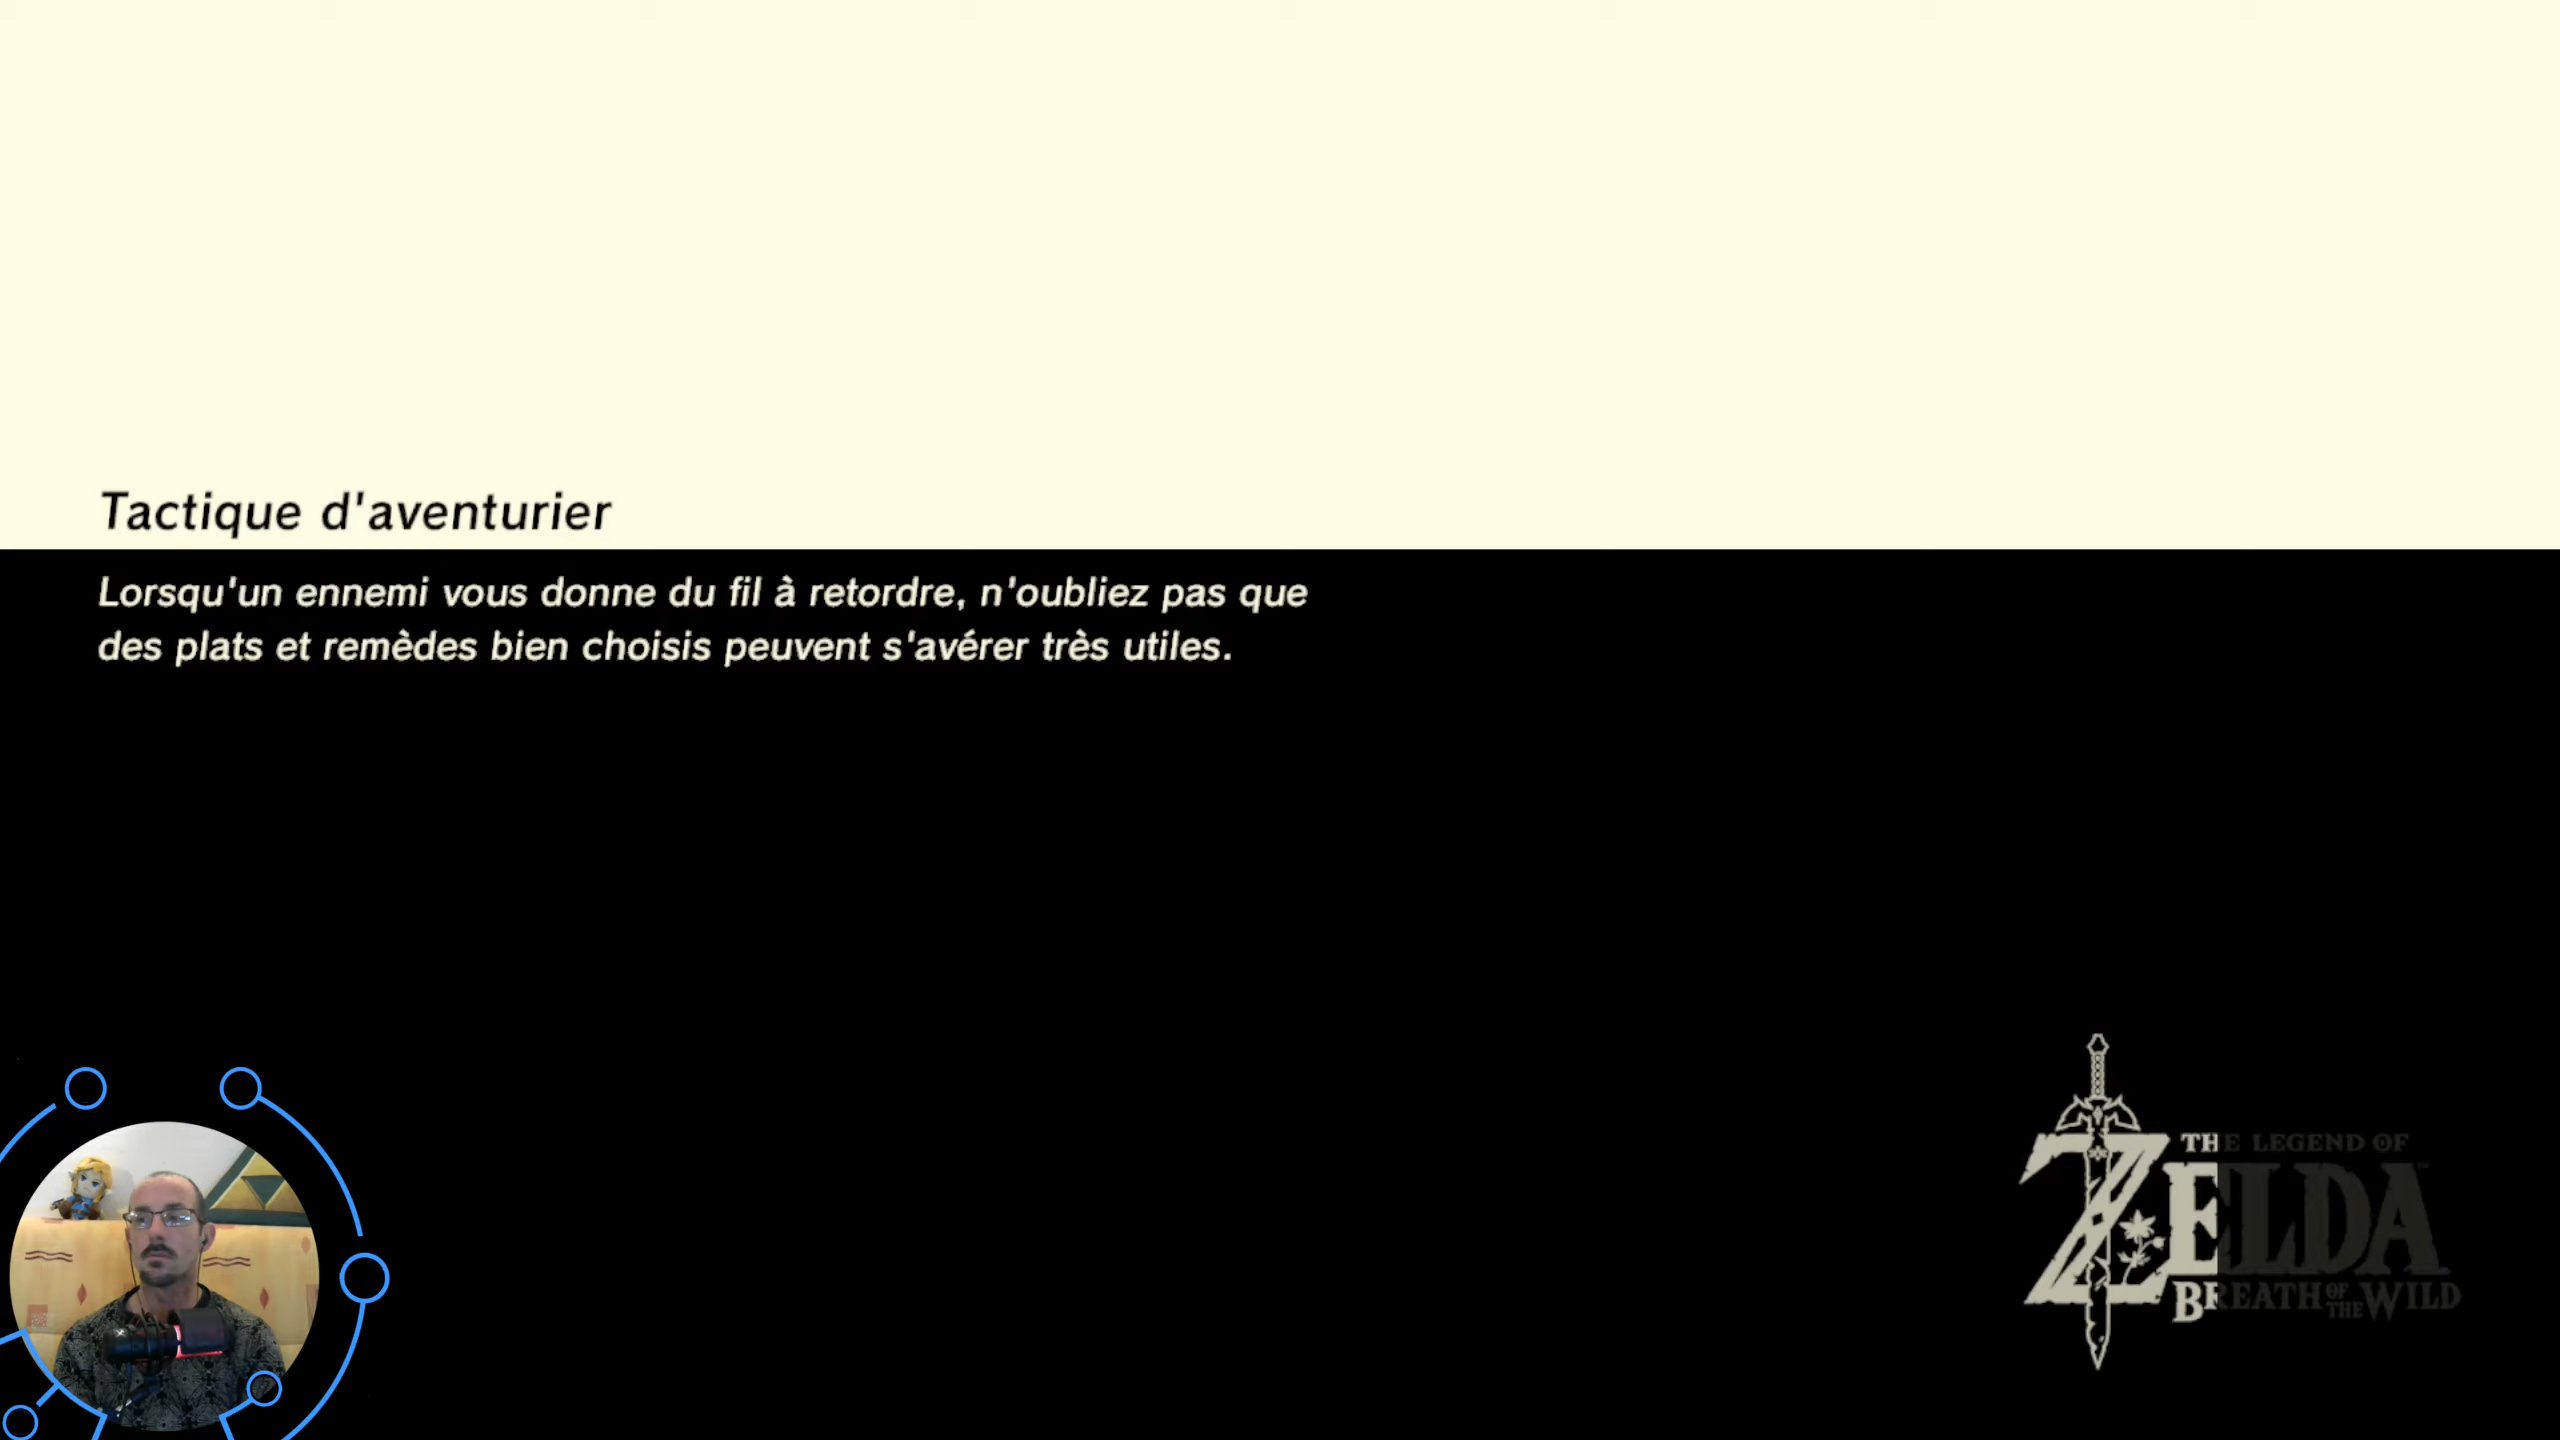 Tactique d'aventurier
Lorsqu'un ennemi vous donne du fil à retordre, n'oubliez pas que
des plats et remèdes bien choisis peuvent s'avérer très utiles.
THE LEGEND OF
ZELDA
BREATH OF THE WILD